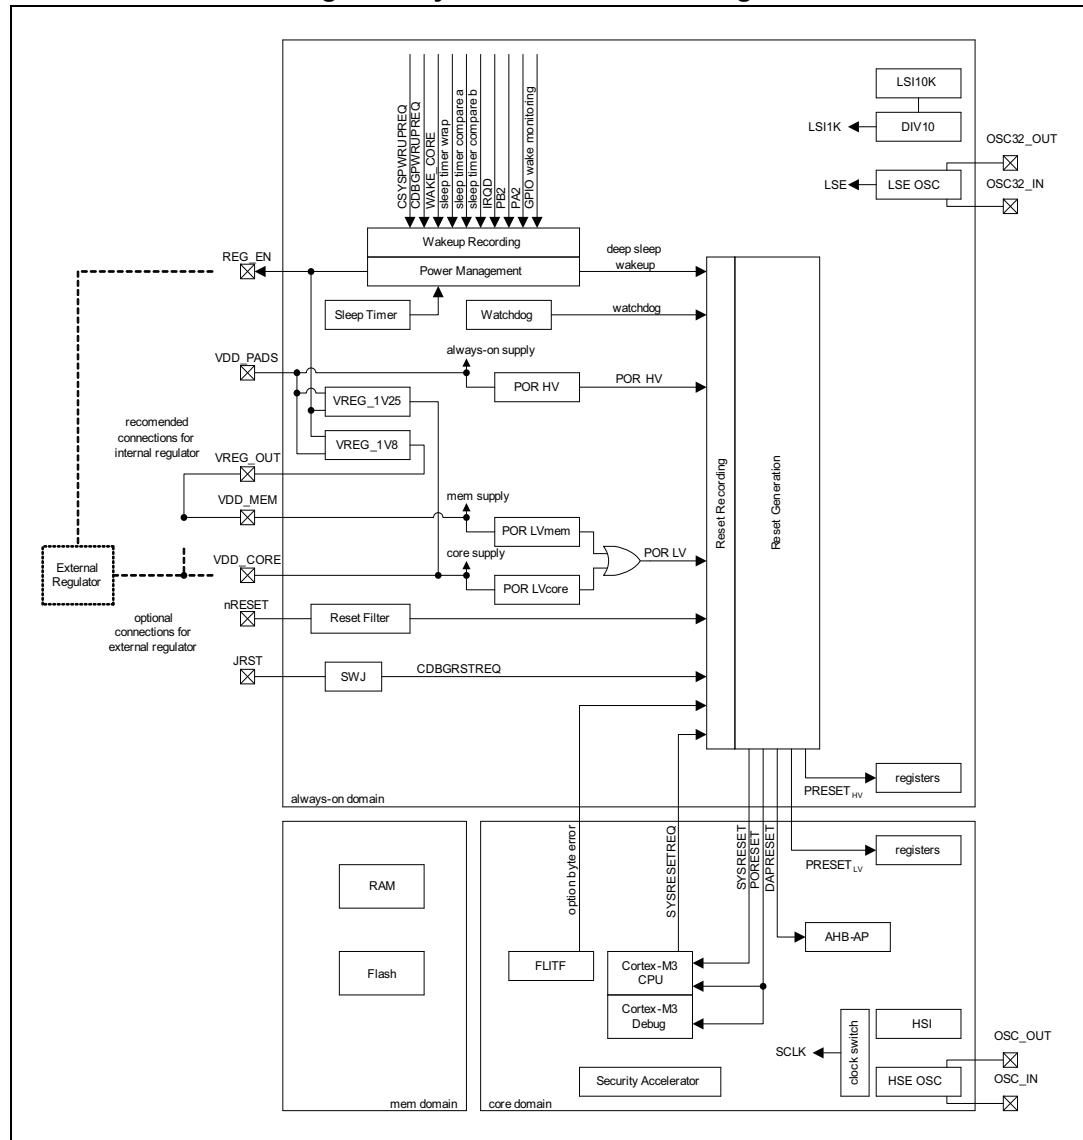 LSI10K
LSI1K
DIV10
OSC32_OUT
LSE
LSE OSC
OSC32_IN
CSYSPWRUPREQ
CDBGPWRUPREQ
WAKE_CORE
sleep timer wrap
sleep timer compare a
sleep timer compare b
IRQD
PB2
PA2
GPIO wake monitoring
Wakeup Recording
Power Management
deep sleep
wakeup
REG_EN
Sleep Timer
Watchdog
watchdog
VDD_PADS
always-on supply
POR HV
POR HV
VREG_1V25
VREG_1V8
recomended
connections for
internal regulator
VREG_OUT
VDD_MEM
mem supply
POR LVmem
VDD_CORE
core supply
POR LVcore
POR LV
External
Regulator
optional
connections for
external regulator
nRESET
Reset Filter
JRST
SWJ
CDBGRSTREQ
Reset Recording
Reset Generation
PRESET HV
registers
always-on domain
option byte error
SYSRESETREQ
SYSRESET
PORESET
DAPRESET
PRESET LV
registers
RAM
Flash
FLITF
Cortex-M3
CPU
Cortex-M3
Debug
AHB-AP
SCLK
clock switch
HSI
OSC_OUT
HSE OSC
OSC_IN
Security Accelerator
mem domain
core domain